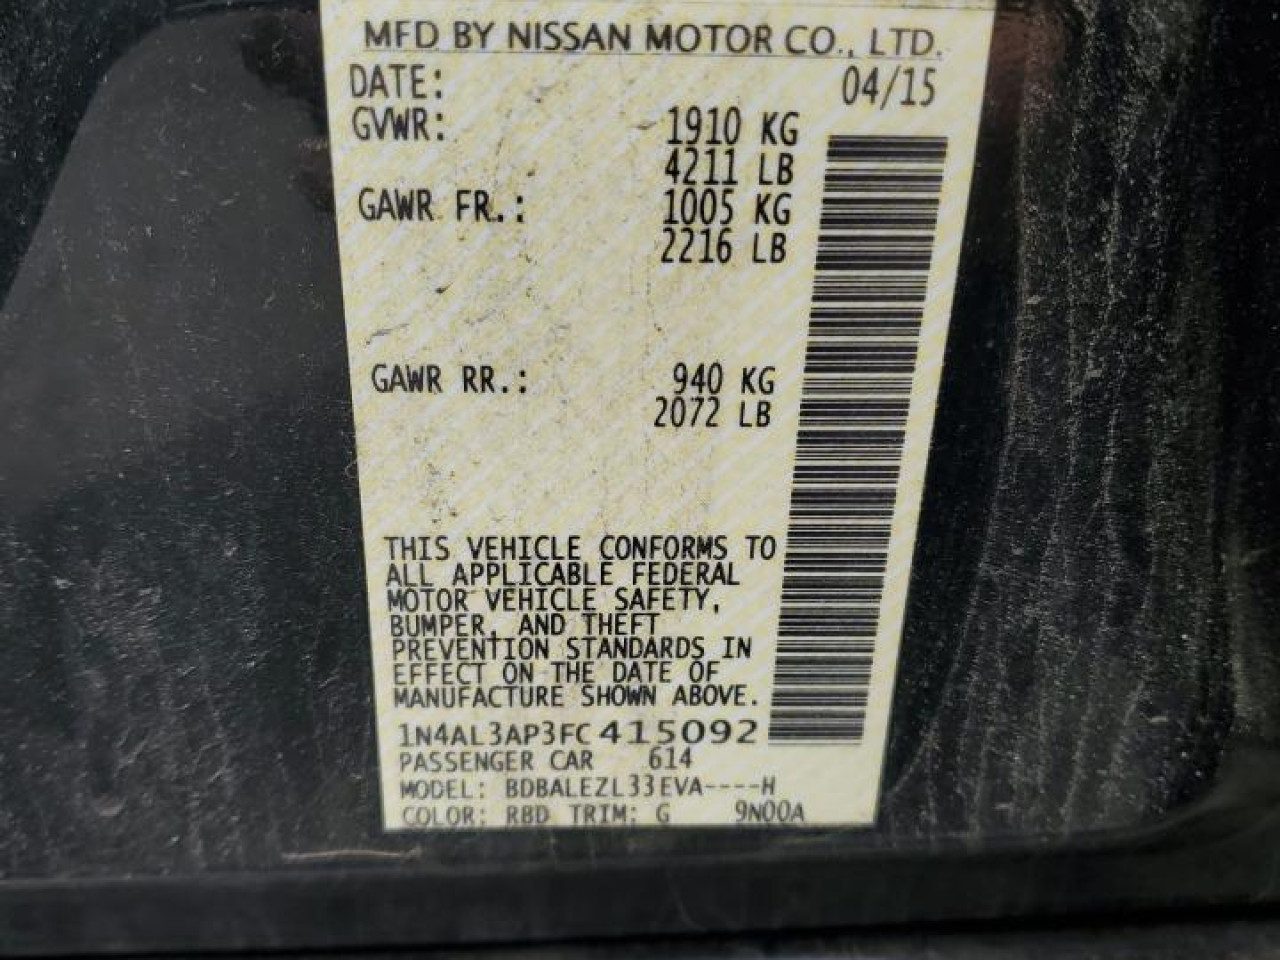 MFD BY NISSAN MOTOR CO., LTD.
DATE: 04/15
GVWR: 1910 KG
4211 LB
GAWR FR.: 1005 KG
2216 LB
GAWR RR.: 940 KG
2072 LB
THIS VEHICLE CONFORMS TO
ALL APPLICABLE FEDERAL
MOTOR VEHICLE SAFETY,
BUMPER, AND THEFT
PREVENTION STANDARDS IN
EFFECT ON THE DATE OF
MANUFACTURE SHOWN ABOVE.
1N4AL3AP3FC415092
PASSENGER CAR 614
MODEL: BDBALEZL33EVA----H
COLOR: RBD TRIM: G 9N00A